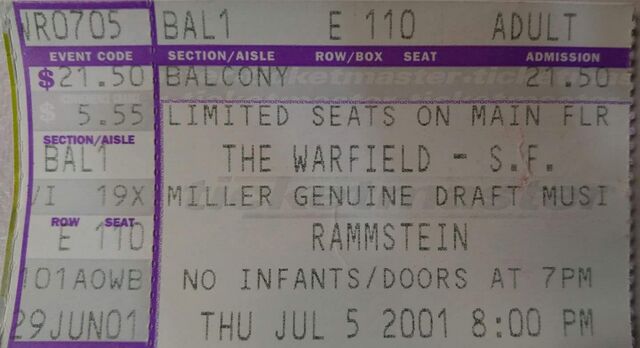 WR0705 BAL1 E 110 ADULT
EVENT CODE SECTION/AISLE ROW/BOX SEAT ADMISSION
$21.50 BALCONY 21.50
$ 5.55 LIMITED SEATS ON MAIN FLR
SECTION/AISLE
BAL1 THE WARFIELD - S.F.
VI 19X MILLER GENUINE DRAFT MUSI
ROW SEAT
E 110 RAMMSTEIN
101A0WB NO INFANTS/DOORS AT 7PM
29JUN01 THU JUL 5 2001 8:00 PM